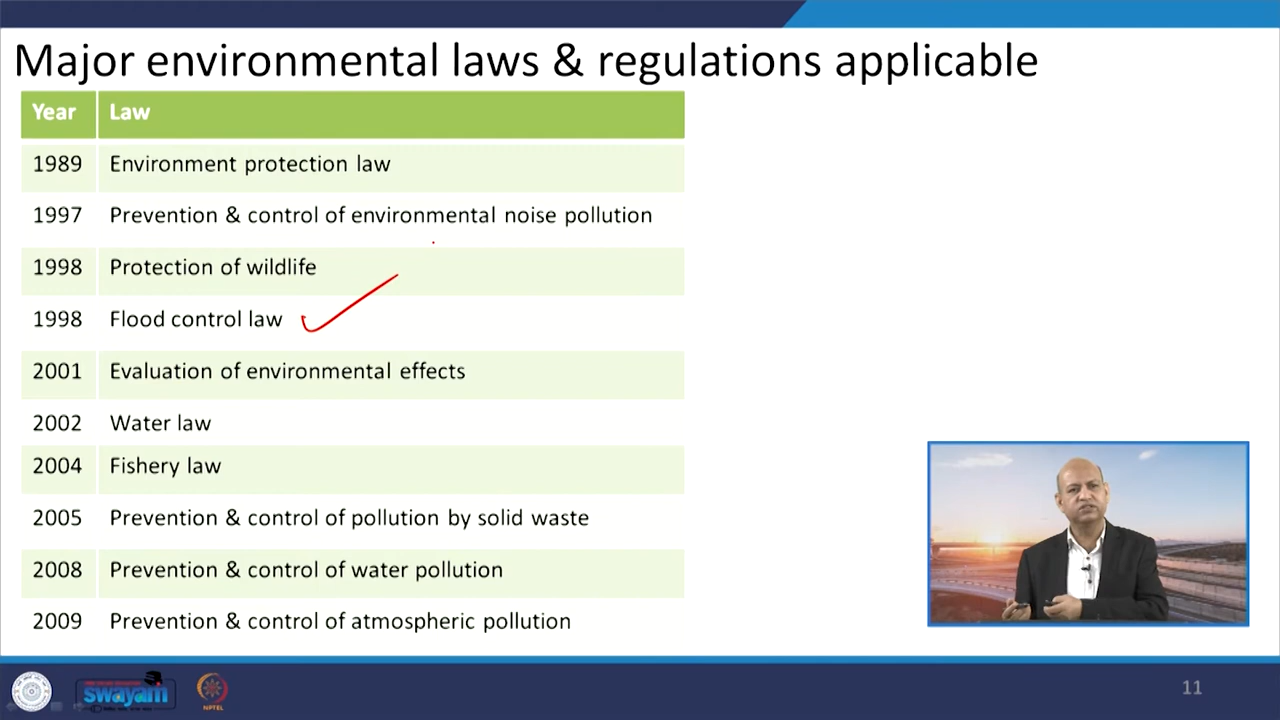 Major environmental laws & regulations applicable
Year Law
1989 Environment protection law
1997 Prevention & control of environmental noise pollution
1998 Protection of wildlife
1998 Flood control law
2001 Evaluation of environmental effects
2002 Water law
2004 Fishery law
2005 Prevention & control of pollution by solid waste
2008 Prevention & control of water pollution
2009 Prevention & control of atmospheric pollution
swayam
NPTEL
11